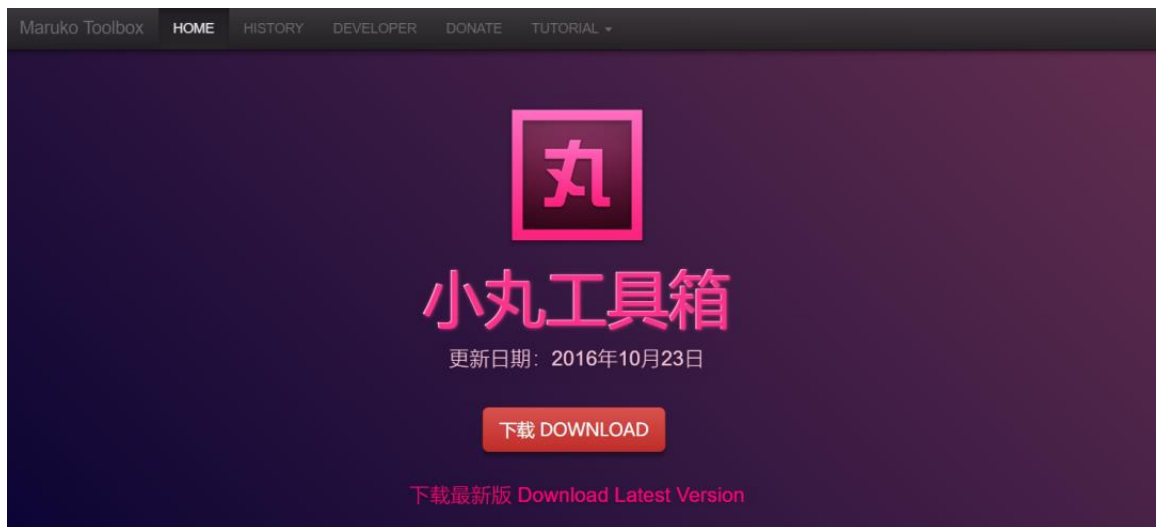 Maruko Toolbox HOME HISTORY DEVELOPER DONATE TUTORIAL
丸
小丸工具箱
更新日期：2016年10月23日
下载 DOWNLOAD
下载最新版 Download Latest Version